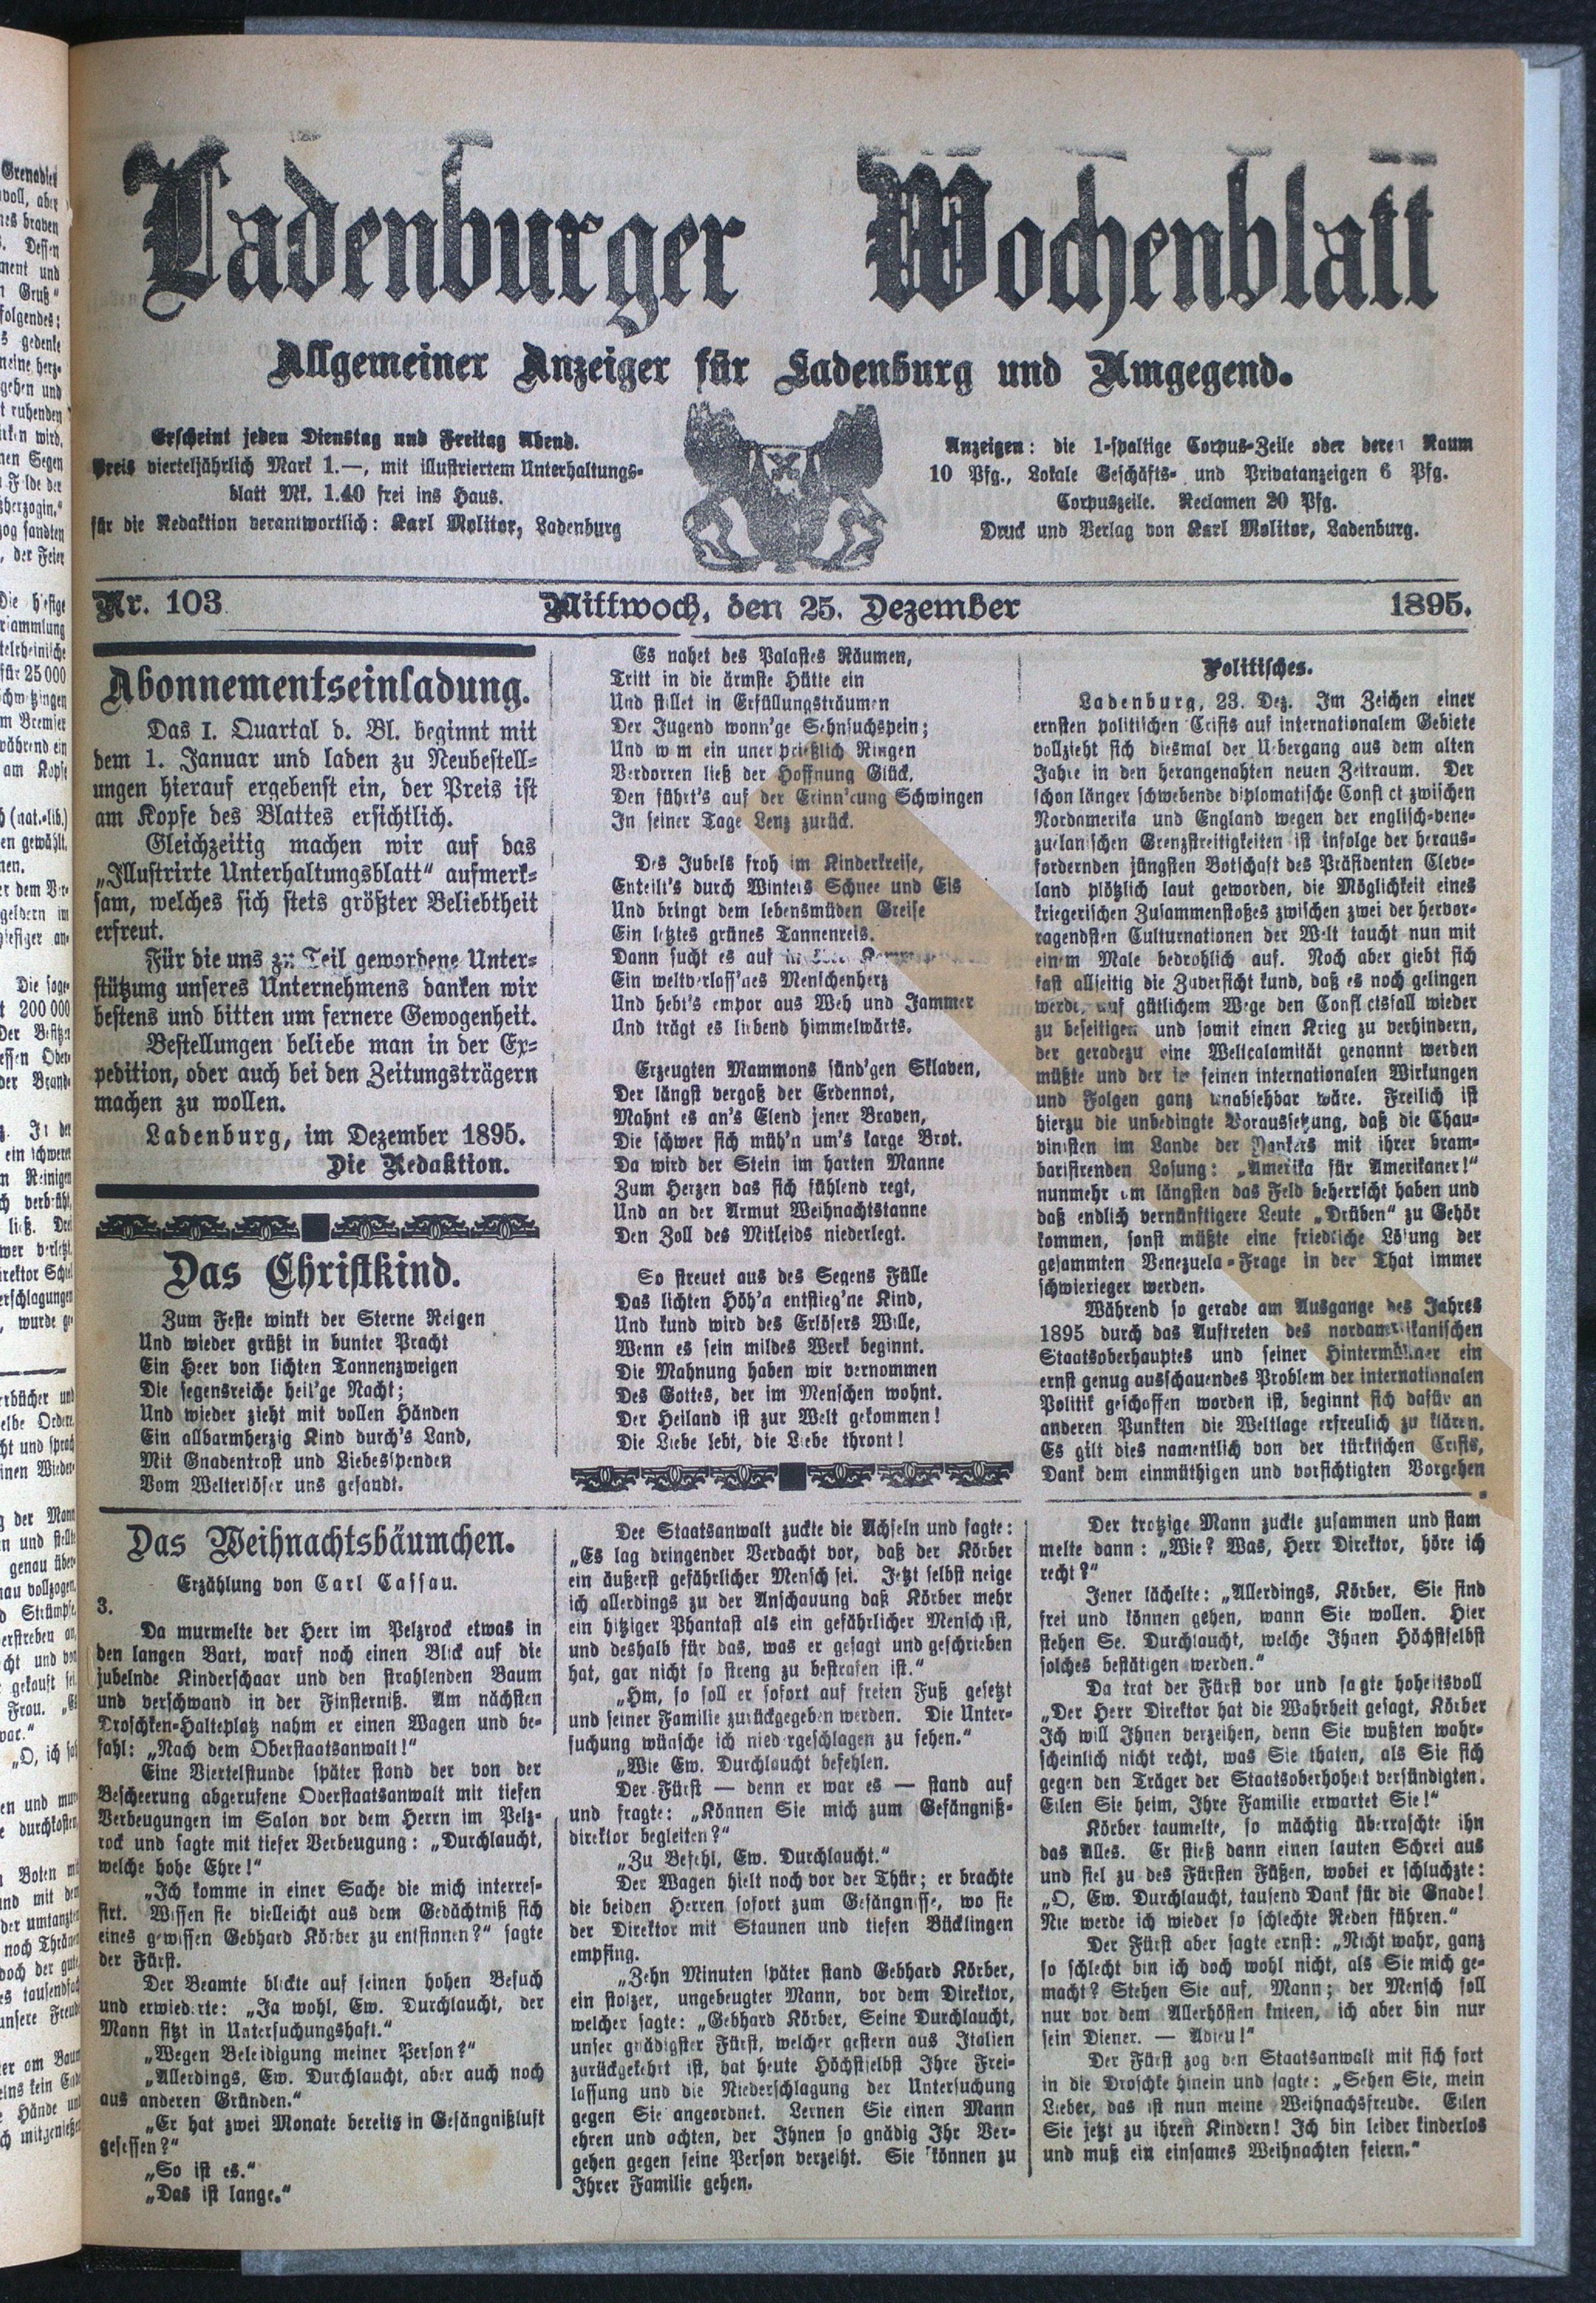 Ladenburger Wochenblatt
Allgemeiner Anzeiger für Ladenburg und Umgegend.
Erscheint jeden Dienstag und Freitag Abend.
Preis vierteljährlich Mark 1.—, mit illustriertem Unterhaltungs-
blatt Mk. 1.40 frei ins Haus.
für die Redaktion verantwortlich: Karl Molitor, Ladenburg
Anzeigen: die 1-spaltige Corpus-Zeile oder deren Raum
10 Pfg., Lokale Geschäfts- und Privatanzeigen 6 Pfg.
Corpuszeile. Reclamen 20 Pfg.
Druck und Verlag von Karl Molitor, Ladenburg.
Nr. 103 Mittwoch, den 25. Dezember 1895.
Abonnementseinladung.
Das I. Quartal d. Bl. beginnt mit
dem 1. Januar und laden zu Neubestell-
ungen hierauf ergebenst ein, der Preis ist
am Kopfe des Blattes ersichtlich.
Gleichzeitig machen wir auf das
„Illustrirte Unterhaltungsblatt“ aufmerk-
sam, welches sich stets größter Beliebtheit
erfreut.
Für die uns zu Teil gewordene Unter-
stützung unseres Unternehmens danken wir
bestens und bitten um fernere Gewogenheit.
Bestellungen beliebe man in der Ex-
pedition, oder auch bei den Zeitungsträgern
machen zu wollen.
Ladenburg, im Dezember 1895.
Die Redaktion.
Das Christkind.
Zum Feste winkt der Sterne Reigen
Und wieder grüßt in bunter Pracht
Ein Heer von lichten Tannenzweigen
Die segensreiche heil'ge Nacht;
Und wieder zieht mit vollen Händen
Ein allbarmherzig Kind durch's Land,
Mit Gnadentrost und Liebesspenden
Vom Welterlöser uns gesandt.
Es nahet des Palastes Räumen,
Tritt in die ärmste Hütte ein
Und stillet in Erfüllungsträumen
Der Jugend wonn'ge Sehnsuchspein;
Und wem ein unersprießlich Ringen
Verdorren ließ der Hoffnung Glück,
Den führt's auf der Erinn'rung Schwingen
In seiner Tage Lenz zurück.
Des Jubels froh im Kinderkreise,
Enteilt's durch Winters Schnee und Eis
Und bringt dem lebensmüden Greise
Ein letztes grünes Tannenreis.
Dann sucht es auf in
Ein weltverlass'nes Menschenherz
Und hebt's empor aus Weh und Jammer
Und trägt es liebend himmelwärts.
Erzeugten Mammons sünd'gen Sklaven,
Der längst vergaß der Erdennot,
Mahnt es an's Elend jener Braven,
Die schwer sich müh'n um's karge Brot.
Da wird der Stein im harten Manne
Zum Herzen das sich fühlend regt,
Und an der Armut Weihnachtstanne
Den Zoll des Mitleids niederlegt.
So streuet aus des Segens Fülle
Das lichten Höh'n entstieg'ne Kind,
Und kund wird des Erlösers Wille,
Wenn es sein mildes Werk beginnt.
Die Mahnung haben wir vernommen
Des Gottes, der im Menschen wohnt.
Der Heiland ist zur Welt gekommen!
Die Liebe lebt, die Liebe thront!
Politisches.
Ladenburg, 23. Dez. Im Zeichen einer
ernsten politischen Crisis auf internationalem Gebiete
vollzieht sich diesmal der Übergang aus dem alten
Jahre in den herangenahten neuen Zeitraum. Der
schon länger schwebende diplomatische Conflict zwischen
Nordamerika und England wegen der englisch-vene-
zuelanischen Grenzstreitigkeiten ist infolge der heraus-
fordernden jüngsten Botschaft des Präsidenten Cleve-
land plötzlich laut geworden, die Möglichkeit eines
kriegerischen Zusammenstoßes zwischen zwei der hervor-
ragendsten Culturnationen der Welt taucht nun mit
einem Male bedrohlich auf. Noch aber giebt sich
fast allseitig die Zuversicht kund, daß es noch gelingen
werde, auf gütlichem Wege den Conflictsfall wieder
zu beseitigen und somit einen Krieg zu verhindern,
der geradezu eine Weltcalamität genannt werden
müßte und der in seinen internationalen Wirkungen
und Folgen ganz unabsehbar wäre. Freilich ist
hierzu die unbedingte Voraussetzung, daß die Chau-
vinisten im Lande der Yankees mit ihrer bram-
barisirenden Losung: „Amerika für Amerikaner!“
nunmehr am längsten das Feld beherrscht haben und
daß endlich vernünftigere Leute „Drüben“ zu Gehör
kommen, sonst müßte eine friedliche Lösung der
gesammten Venezuela-Frage in der That immer
schwierieger werden.
Während so gerade am Ausgange des Jahres
1895 durch das Auftreten des nordamerikanischen
Staatsoberhauptes und seiner Hintermänner ein
ernst genug ausschauendes Problem der internationalen
Politik geschaffen worden ist, beginnt sich dafür an
anderen Punkten die Weltlage erfreulich zu klären.
Es gilt dies namentlich von der türkischen Crisis,
Dank dem einmüthigen und vorsichtigten Vorgehen
Das Weihnachtsbäumchen.
Erzählung von Carl Cassau.
3.
Da murmelte der Herr im Pelzrock etwas in
den langen Bart, warf noch einen Blick auf die
jubelnde Kinderschaar und den strahlenden Baum
und verschwand in der Finsterniß. Am nächsten
Droschken-Halteplatz nahm er einen Wagen und be-
fahl: „Nach dem Oberstaatsanwalt!“
Eine Viertelstunde später stand der von der
Bescheerung abgerufene Oberstaatsanwalt mit tiefen
Verbeugungen im Salon vor dem Herrn im Pelz-
rock und sagte mit tiefer Verbeugung: „Durchlaucht,
welche hohe Ehre!“
„Ich komme in einer Sache die mich interres-
sirt. Wissen sie vielleicht aus dem Gedächtniß sich
eines gewissen Gebhard Körber zu entsinnen?“ sagte
der Fürst.
Der Beamte blickte auf seinen hohen Besuch
und erwiederte: „Ja wohl, Ew. Durchlaucht, der
Mann sitzt in Untersuchungshaft.“
„Wegen Beleidigung meiner Person?“
„Allerdings, Ew. Durchlaucht, aber auch noch
aus anderen Gründen.“
„Er hat zwei Monate bereits in Gefängnißluft
gesessen?“
„So ist es.“
„Das ist lange.“
Dee Staatsanwalt zuckte die Achseln und sagte:
„Es lag dringender Verdacht vor, daß der Körber
ein äußerst gefährlicher Mensch sei. Jetzt selbst neige
ich allerdings zu der Anschauung daß Körber mehr
ein hitziger Phantast als ein gefährlicher Mensch ist,
und deshalb für das, was er gesagt und geschrieben
hat, gar nicht so streng zu bestrafen ist.“
„Hm, so soll er sofort auf freien Fuß gesetzt
und seiner Familie zurückgegeben werden. Die Unter-
suchung wünsche ich niedergeschlagen zu sehen.“
„Wie Ew. Durchlaucht befehlen.
Der Fürst — denn er war es — stand auf
und fragte: „Können Sie mich zum Gefängniß-
direktor begleiten?“
„Zu Befehl, Ew. Durchlaucht.“
Der Wagen hielt noch vor der Thür; er brachte
die beiden Herren sofort zum Gefängnisse, wo sie
der Direktor mit Staunen und tiefen Bücklingen
empfing.
„Zehn Minuten später stand Gebhard Körber,
ein stolzer, ungebeugter Mann, vor dem Direktor,
welcher sagte: „Gebhard Körber, Seine Durchlaucht,
unser gnädigster Fürst, welcher gestern aus Italien
zurückgekehrt ist, hat heute Höchstselbst Ihre Frei-
lassung und die Niederschlagung der Untersuchung
gegen Sie angeordnet. Lernen Sie einen Mann
ehren und achten, der Ihnen so gnädig Ihr Ver-
gehen gegen seine Person verzeiht. Sie können zu
Ihrer Familie gehen.
Der trotzige Mann zuckte zusammen und stam
melte dann: „Wie? Was, Herr Direktor, höre ich
recht?“
Jener lächelte: „Allerdings, Körber, Sie sind
frei und können gehen, wann Sie wollen. Hier
stehen Se. Durchlaucht, welche Ihnen Höchstselbst
solches bestätigen werden.“
Da trat der Fürst vor und sagte hoheitsvoll
„Der Herr Direktor hat die Wahrheit gesagt, Körber
Ich will Ihnen verzeihen, denn Sie wußten wahr-
scheinlich nicht recht, was Sie thaten, als Sie sich
gegen den Träger der Staatsoberhoheit versündigten.
Eilen Sie heim, Ihre Familie erwartet Sie!“
Körber taumelte, so mächtig überraschte ihn
das Alles. Er stieß dann einen lauten Schrei aus
und fiel zu des Fürsten Füßen, wobei er schluchzte:
„O, Ew. Durchlaucht, tausend Dank für die Gnade!
Nie werde ich wieder so schlechte Reden führen.“
Der Fürst aber sagte ernst: „Nicht wahr, ganz
so schlecht bin ich doch wohl nicht, als Sie mich ge-
macht? Stehen Sie auf, Mann; der Mensch soll
nur vor dem Allerhösten knieen, ich aber bin nur
sein Diener. — Adieu!“
Der Fürst zog den Staatsanwalt mit sich fort
in die Droschke hinein und sagte: „Sehen Sie, mein
Lieber, das ist nun meine Weihnachsfreude. Eilen
Sie jetzt zu ihren Kindern! Ich bin leider kinderlos
und muß ein einsames Weihnachten feiern.“